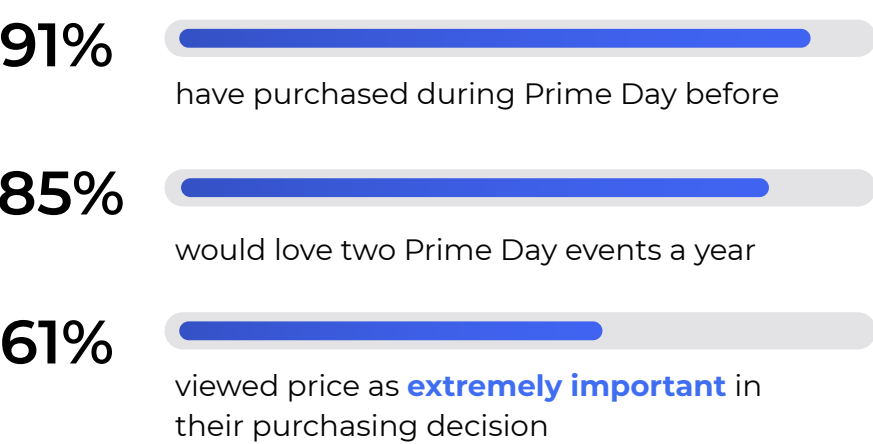 91%
have purchased during Prime Day before
85%
would love two Prime Day events a year
61%
viewed price as extremely important in
their purchasing decision